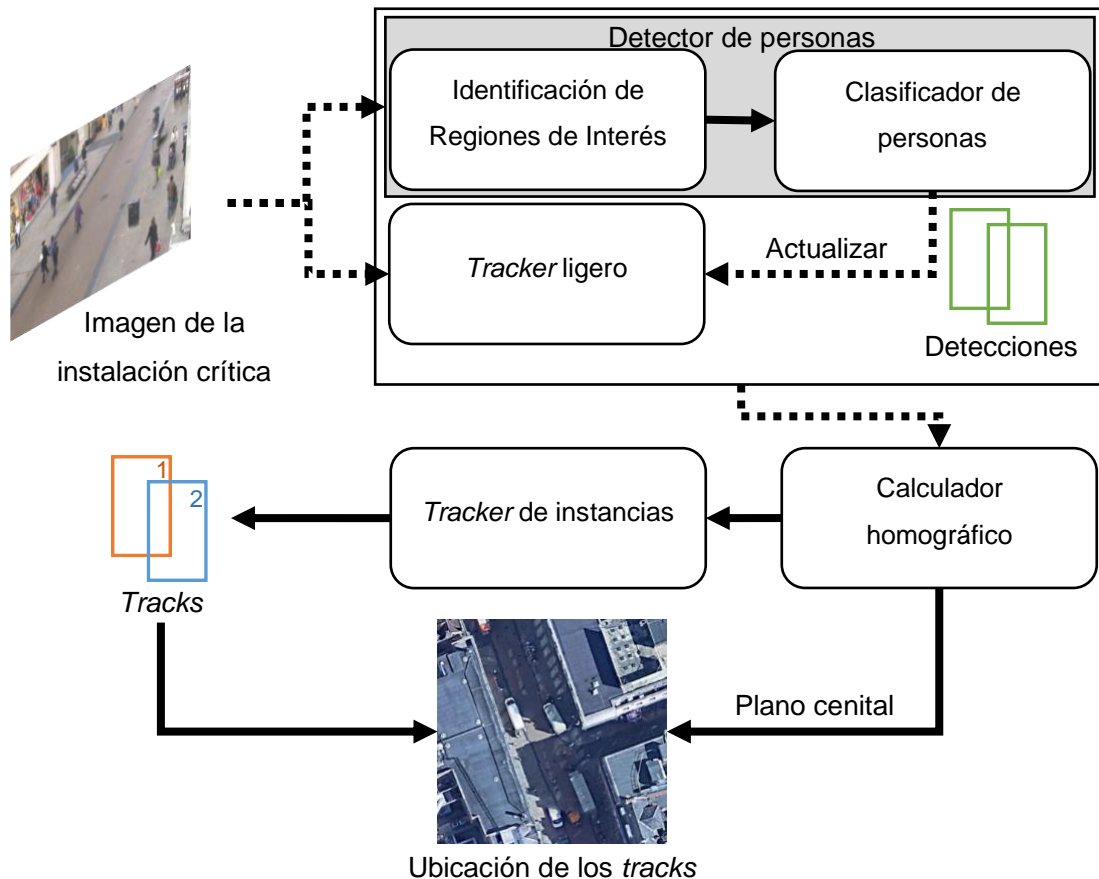 Detector de personas
Identificación de
Regiones de Interés
Clasificador de
personas
Imagen de la
instalación crítica
Tracker ligero
Actualizar
Detecciones
1
2
Tracks
Tracker de instancias
Calculador
homográfico
Plano cenital
Ubicación de los tracks